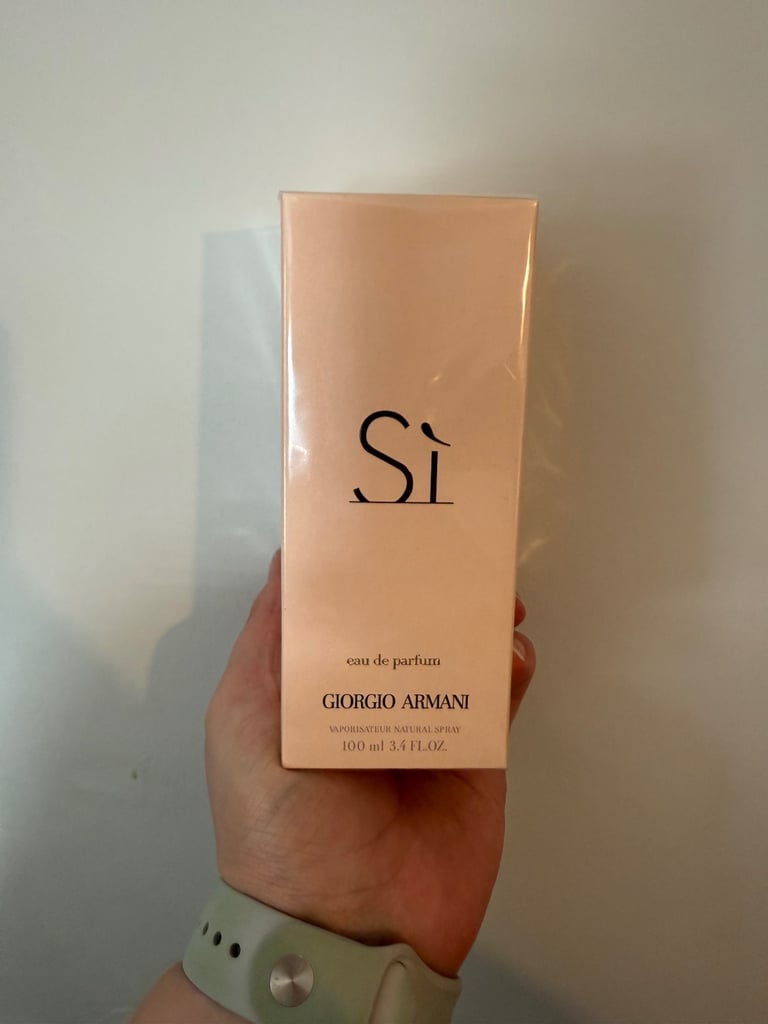 Sì
eau de parfum
GIORGIO ARMANI
VAPORISATEUR NATURAL SPRAY
100 ml 3.4 FL.OZ.